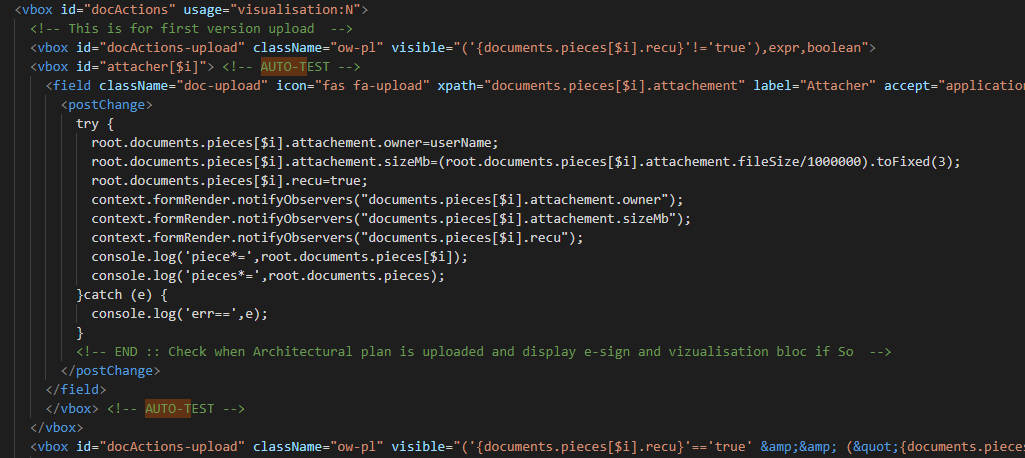 <vbox id="docActions" usage="visualisation:N">
<!-- This is for first version upload  -->
<vbox id="docActions-upload" className="ow-pl" visible="('{documents.pieces[$i].recu}'!='true'),expr,boolean">
<vbox id="attacher[$i]"> <!-- AUTO-TEST -->
<field className="doc-upload" icon="fas fa-upload" xpath="documents.pieces[$i].attachement" label="Attacher" accept="application
<postChange>
try {
root.documents.pieces[$i].attachement.owner=userName;
root.documents.pieces[$i].attachement.sizeMb=(root.documents.pieces[$i].attachement.fileSize/1000000).toFixed(3);
root.documents.pieces[$i].recu=true;
context.formRender.notifyObservers("documents.pieces[$i].attachement.owner");
context.formRender.notifyObservers("documents.pieces[$i].attachement.sizeMb");
context.formRender.notifyObservers("documents.pieces[$i].recu");
console.log('piece*=',root.documents.pieces[$i]);
console.log('pieces*=',root.documents.pieces);
}catch (e) {
console.log('err==',e);
}
<!-- END :: Check when Architectural plan is uploaded and display e-sign and vizualisation bloc if So  -->
</postChange>
</field>
</vbox> <!-- AUTO-TEST -->
</vbox>
<vbox id="docActions-upload" className="ow-pl" visible="('{documents.pieces[$i].recu}'=='true' &amp;&amp; (&quot;{documents.pieces